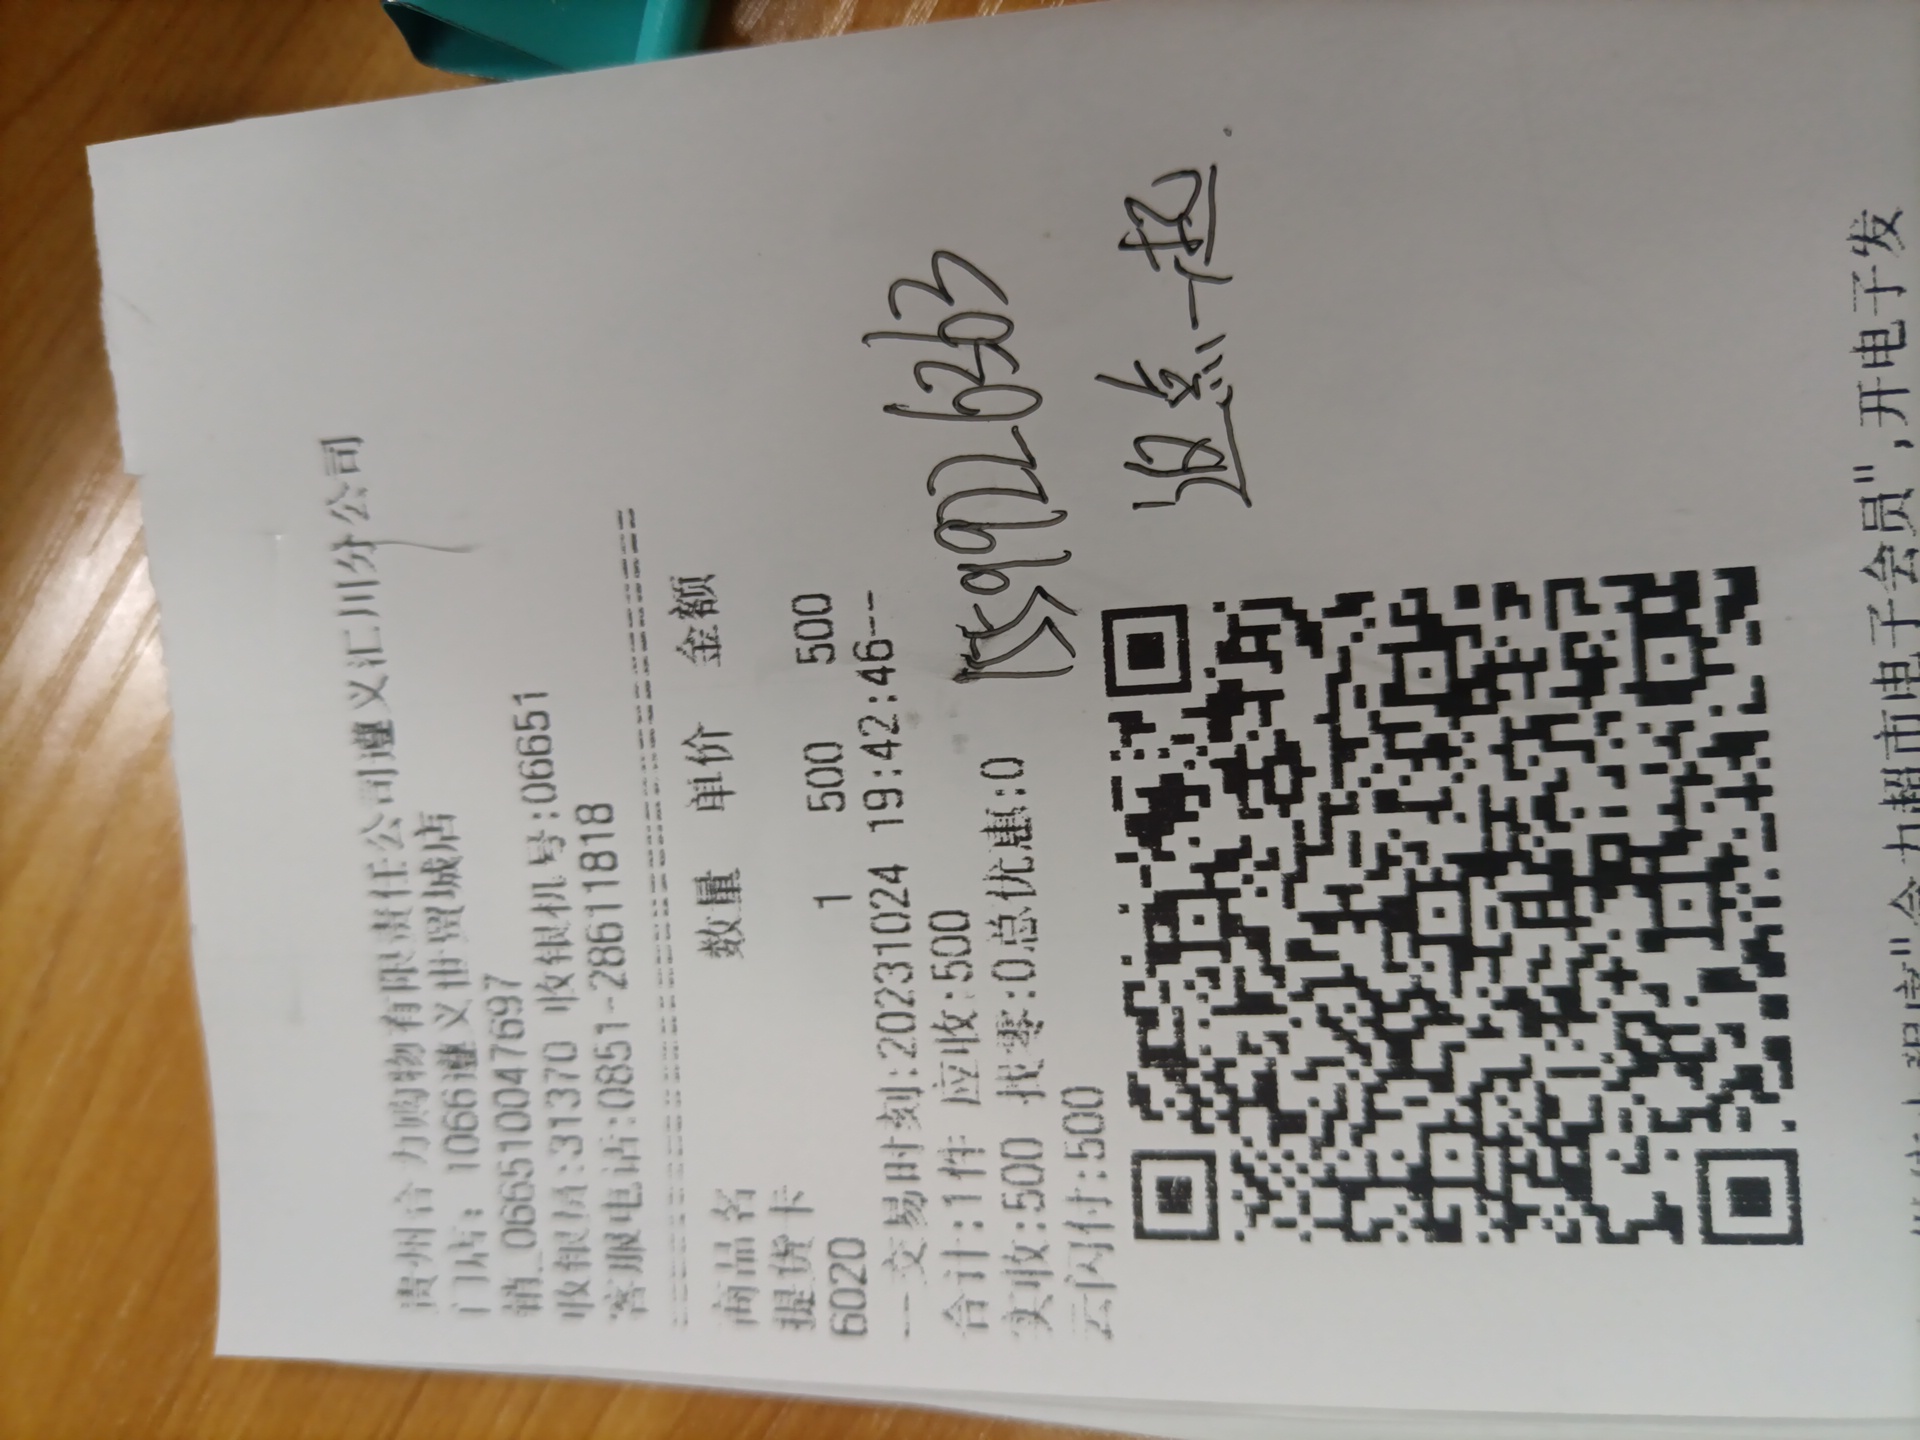 贵州合力购物有限责任公司遵义汇川分公司
门店: 1066遵义世贸城店
销_0665510047697
收银员:31370 收银机号:06651
客服电话:0851-28611818
商品名 数量 单价 金额
提货卡
6020 1 500 500
--交易时刻:20231024 19:42:46--
合计:1件 应收:500
实收:500 找零:0总优惠:0
云闪付:500
合力超市电子会员",开电子发